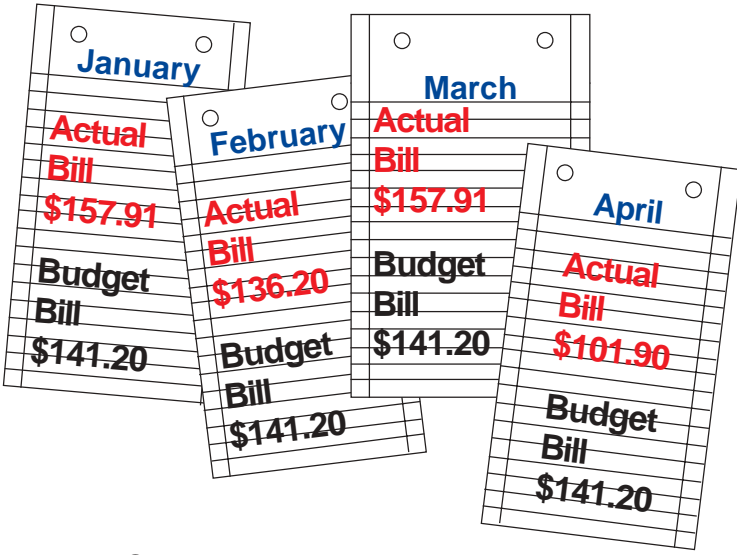 January
Actual
Bill
$157.91
Budget
Bill
$141.20
February
Actual
Bill
$136.20
Budget
Bill
$141.20
March
Actual
Bill
$157.91
Budget
Bill
$141.20
April
Actual
Bill
$101.90
Budget
Bill
$141.20